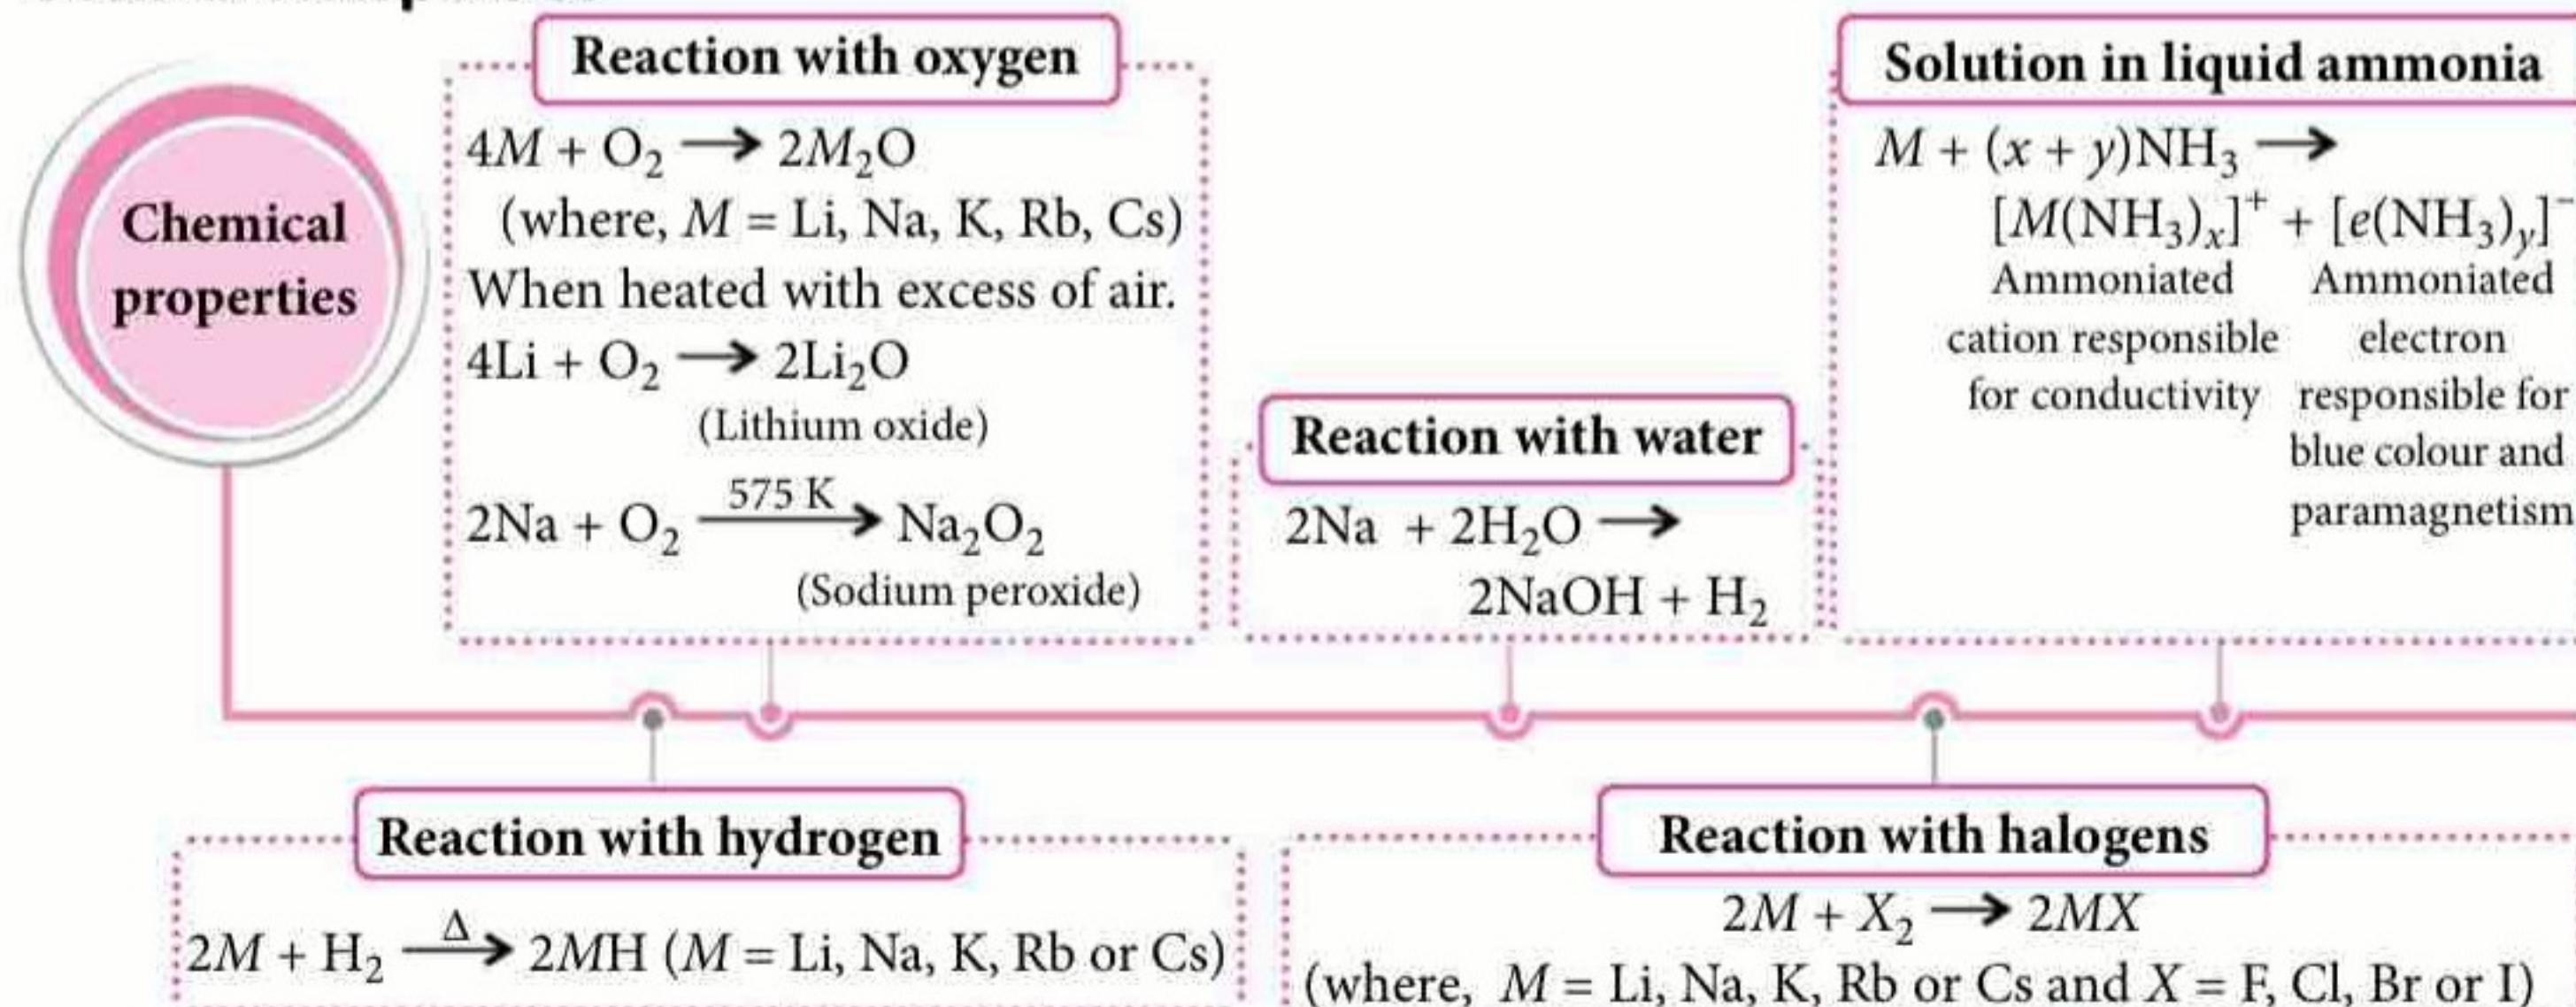 Chemical
properties
Reaction with oxygen
4M + O₂ ⟶ 2M₂O
(where, M = Li, Na, K, Rb, Cs)
When heated with excess of air.
4Li + O₂ ⟶ 2Li₂O
(Lithium oxide)
575 K
2Na + O₂ ⟶ Na₂O₂
(Sodium peroxide)
Reaction with water
2Na + 2H₂O ⟶
2NaOH + H₂
Solution in liquid ammonia
M + (x + y)NH₃ ⟶
[M(NH₃)ₓ]⁺ + [e(NH₃)ᵧ]⁻
Ammoniated
cation responsible
for conductivity
Ammoniated
electron
responsible for
blue colour and
paramagnetism
Reaction with hydrogen
Δ
2M + H₂ ⟶ 2MH (M = Li, Na, K, Rb or Cs)
Reaction with halogens
2M + X₂ ⟶ 2MX
(where, M = Li, Na, K, Rb or Cs and X = F, Cl, Br or I)